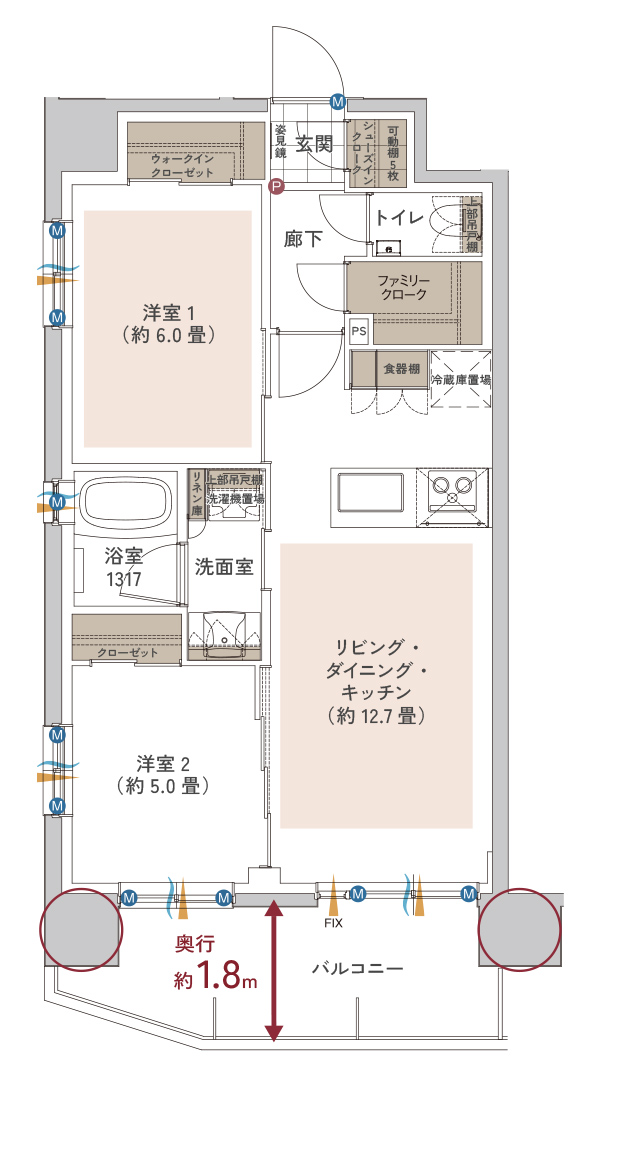 M
姿見鏡
玄関
シューズイン
クローク
可動棚5枚
ウォークイン
クローゼット
P
トイレ
上部吊戸棚
廊下
M
ファミリー
クローク
洋室 1
（約 6.0 畳）
M
PS
食器棚
冷蔵庫置場
リネン庫
上部吊戸棚
洗濯機置場
M
浴室
1317
洗面室
クローゼット
リビング・
ダイニング・
キッチン
（約 12.7 畳）
M
洋室 2
（約 5.0 畳）
M
M
M
M
M
FIX
奥行
約1.8m
バルコニー